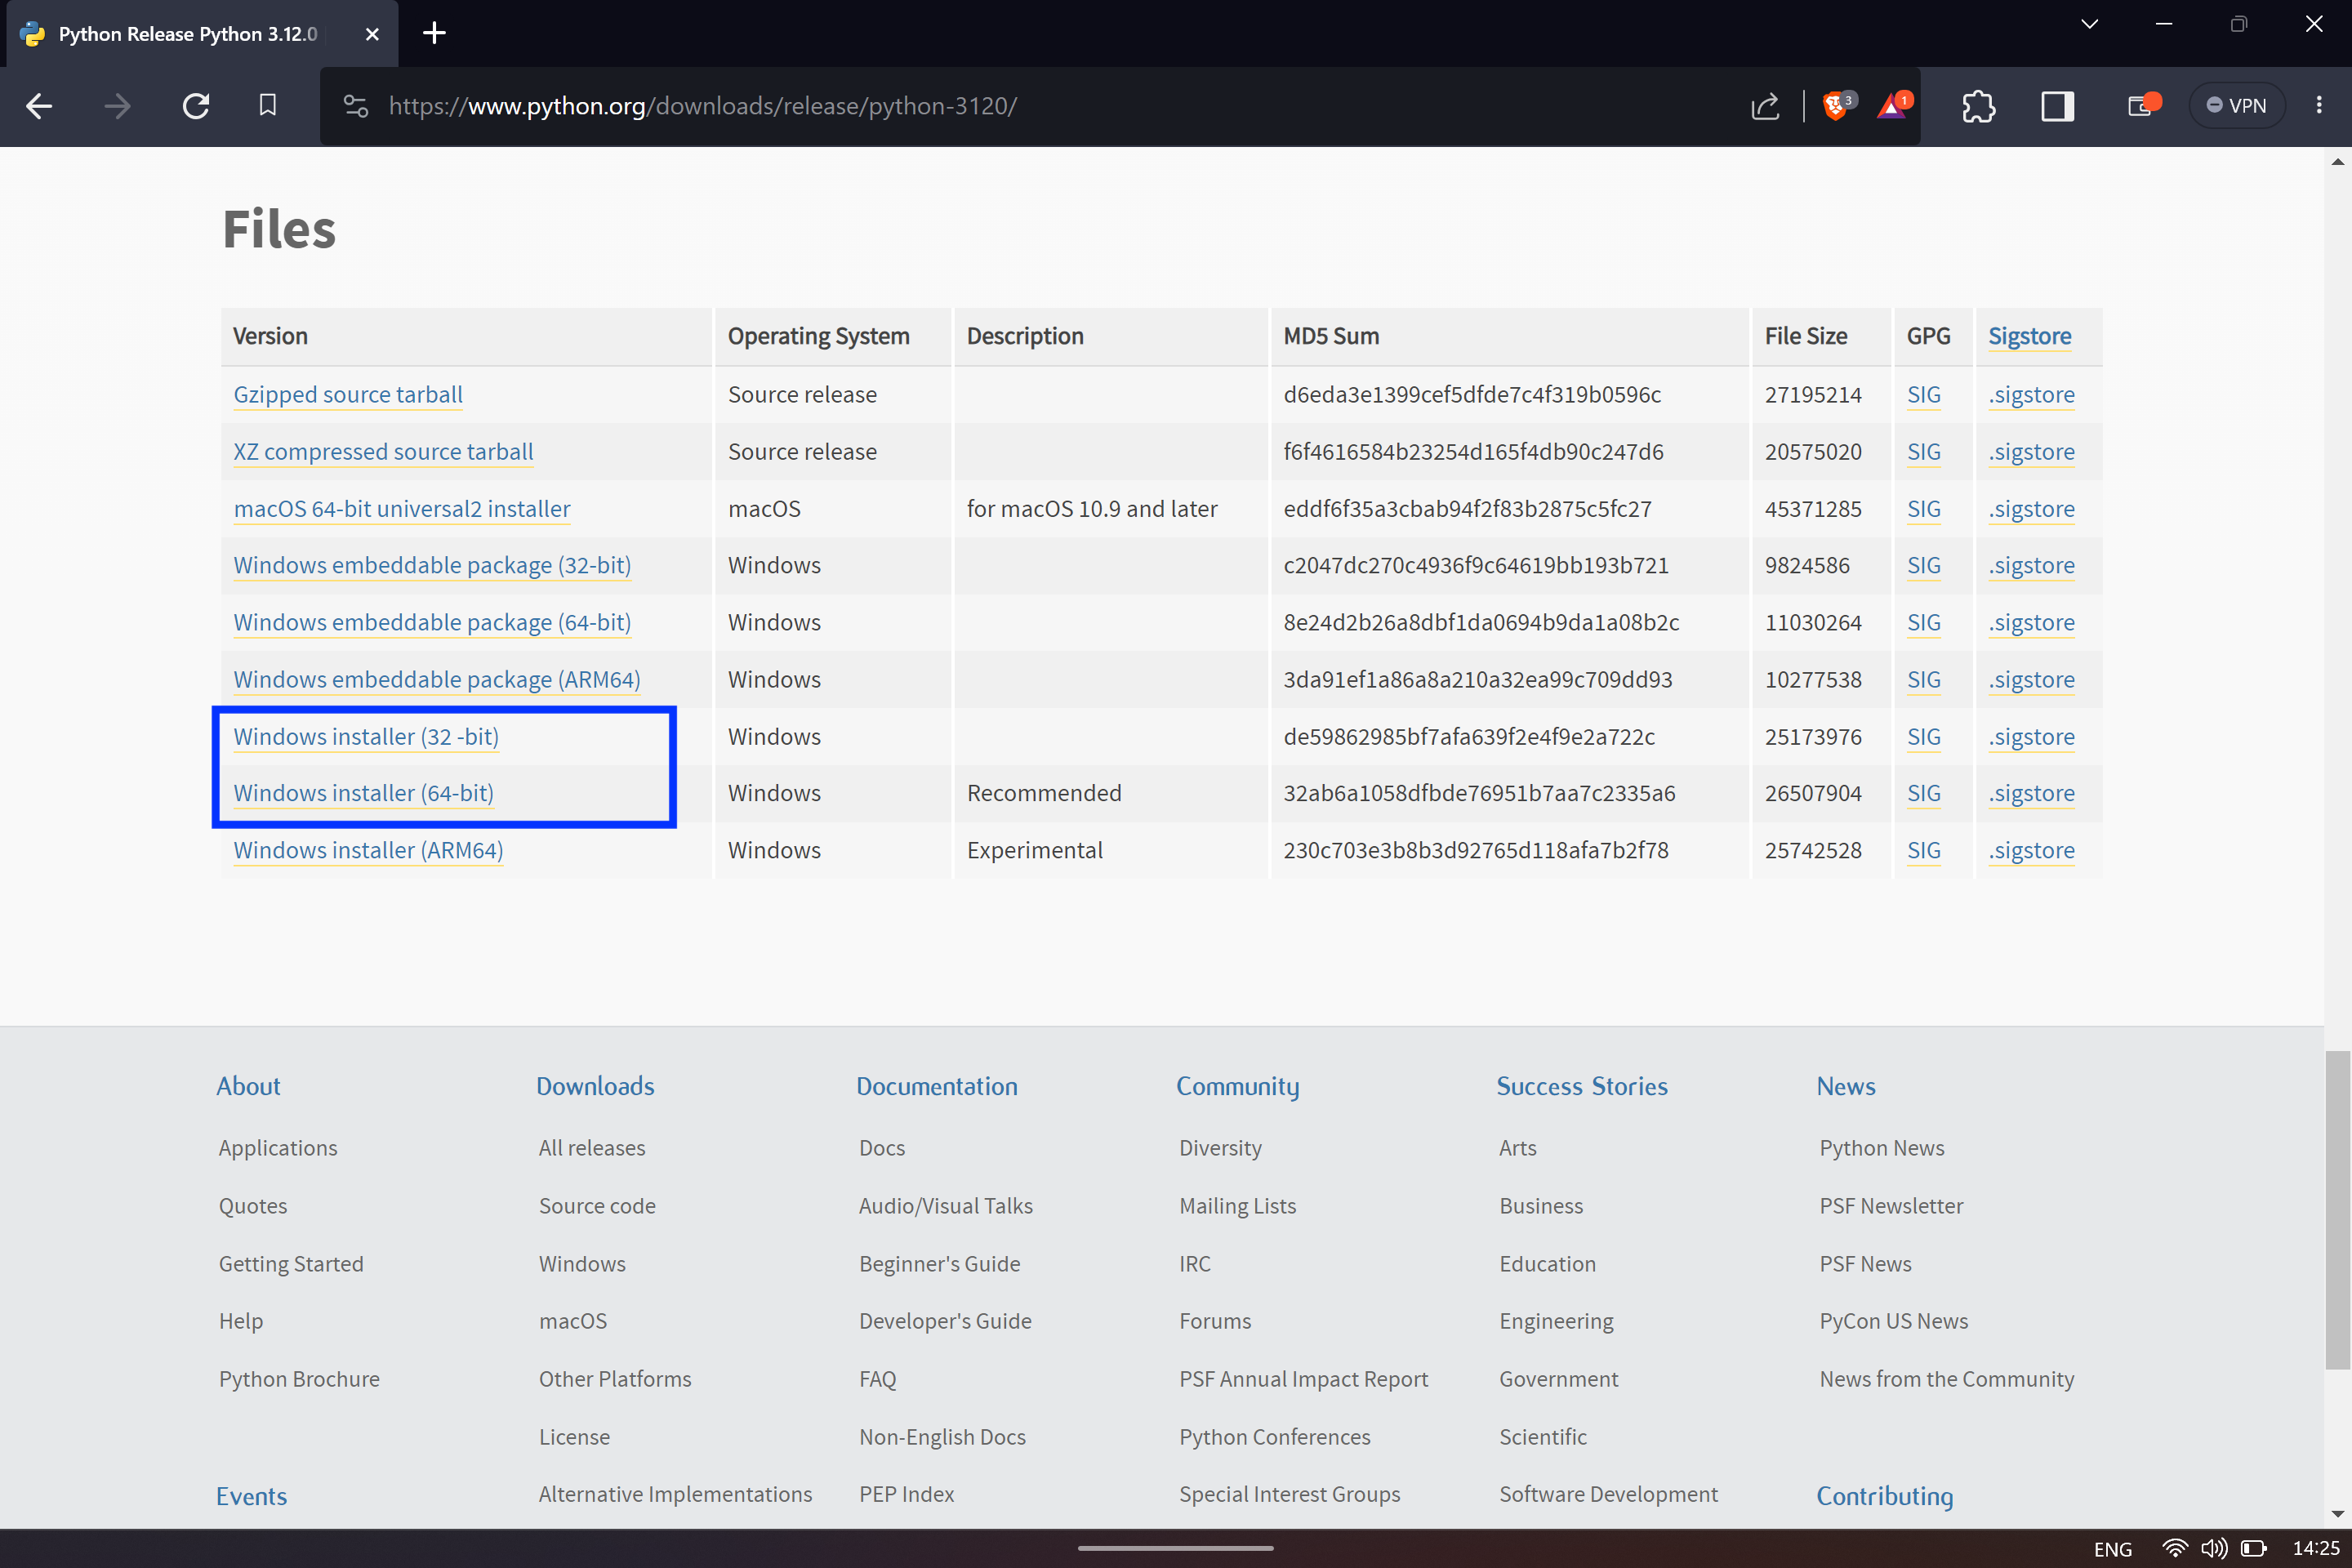 Python Release Python 3.12.0
https://www.python.org/downloads/release/python-3120/
3
1
VPN
Files
Version Operating System Description MD5 Sum File Size GPG Sigstore
Gzipped source tarball Source release d6eda3e1399cef5dfde7c4f319b0596c 27195214 SIG .sigstore
XZ compressed source tarball Source release f6f4616584b23254d165f4db90c247d6 20575020 SIG .sigstore
macOS 64-bit universal2 installer macOS for macOS 10.9 and later eddf6f35a3cbab94f2f83b2875c5fc27 45371285 SIG .sigstore
Windows embeddable package (32-bit) Windows c2047dc270c4936f9c64619bb193b721 9824586 SIG .sigstore
Windows embeddable package (64-bit) Windows 8e24d2b26a8dbf1da0694b9da1a08b2c 11030264 SIG .sigstore
Windows embeddable package (ARM64) Windows 3da91ef1a86a8a210a32ea99c709dd93 10277538 SIG .sigstore
Windows installer (32 -bit) Windows de59862985bf7afa639f2e4f9e2a722c 25173976 SIG .sigstore
Windows installer (64-bit) Windows Recommended 32ab6a1058dfbde76951b7aa7c2335a6 26507904 SIG .sigstore
Windows installer (ARM64) Windows Experimental 230c703e3b8b3d92765d118afa7b2f78 25742528 SIG .sigstore
About Downloads Documentation Community Success Stories News
Applications All releases Docs Diversity Arts Python News
Quotes Source code Audio/Visual Talks Mailing Lists Business PSF Newsletter
Getting Started Windows Beginner's Guide IRC Education PSF News
Help macOS Developer's Guide Forums Engineering PyCon US News
Python Brochure Other Platforms FAQ PSF Annual Impact Report Government News from the Community
License Non-English Docs Python Conferences Scientific
Events Alternative Implementations PEP Index Special Interest Groups Software Development Contributing
ENG 14:25